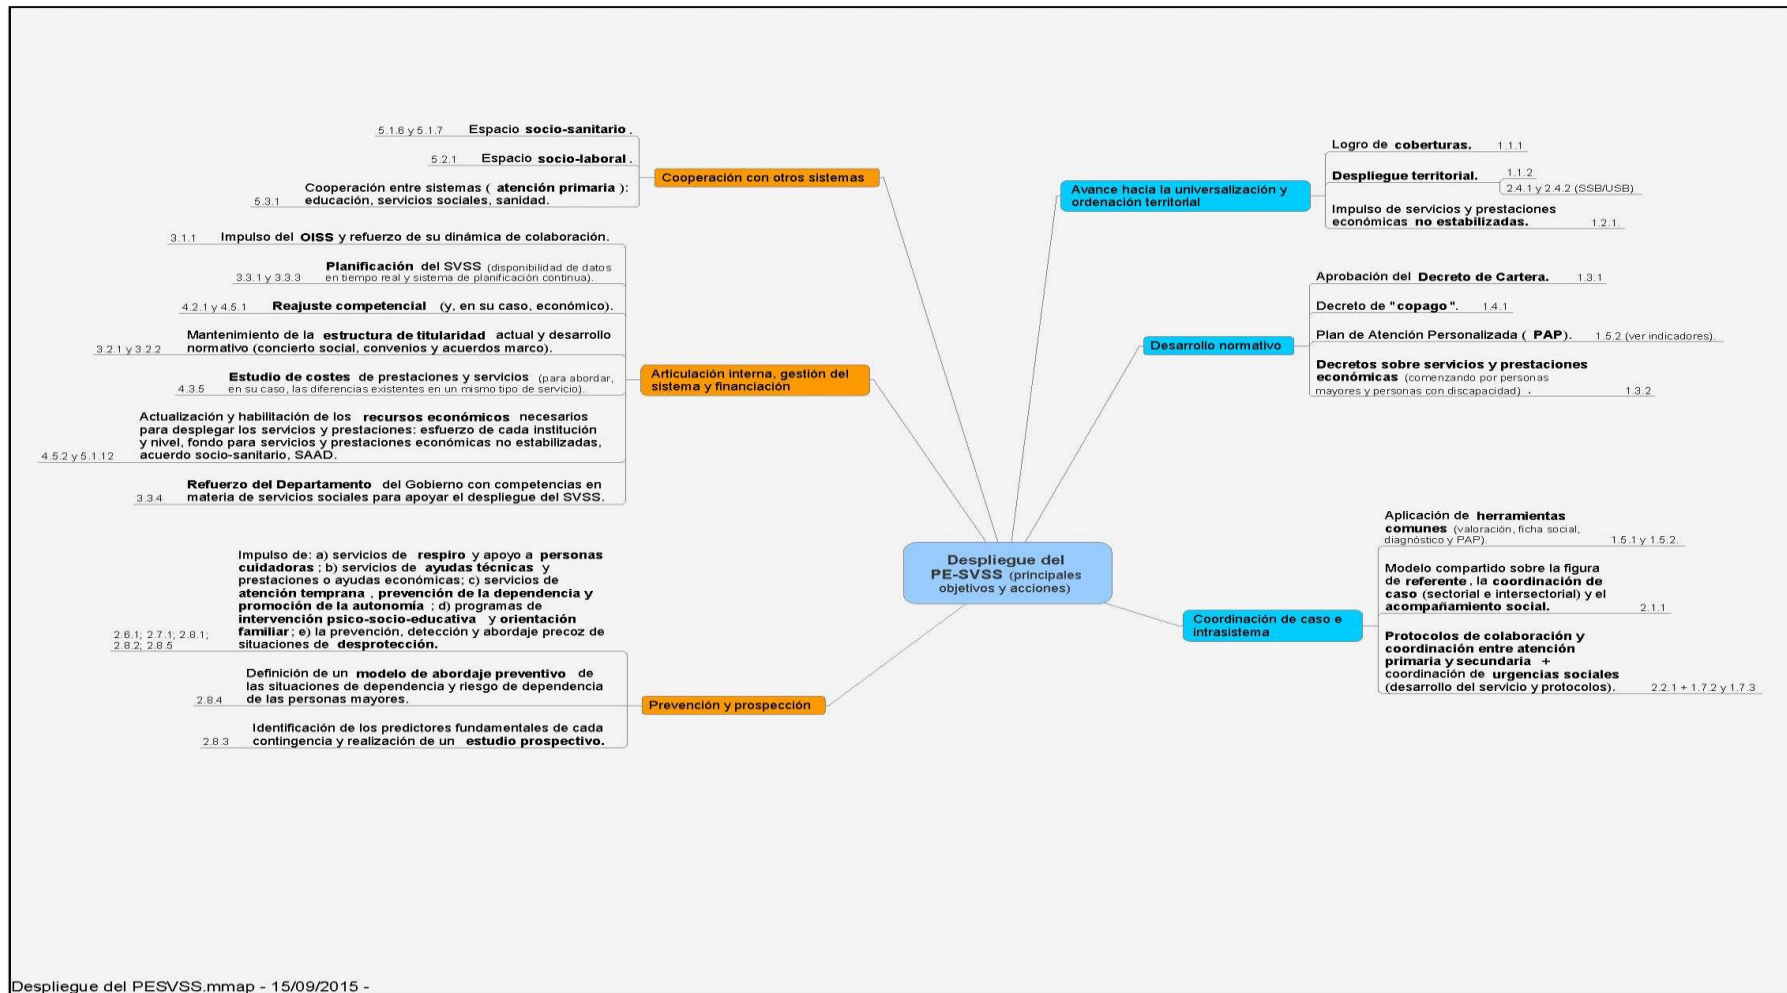 5.1.6 y 5.1.7 Espacio socio-sanitario .
5.2.1 Espacio socio-laboral .
Cooperación entre sistemas ( atención primaria ):
5.3.1 educación, servicios sociales, sanidad.
Cooperación con otros sistemas
3.1.1 Impulso del OISS y refuerzo de su dinámica de colaboración.
Planificación del SVSS (disponibilidad de datos
3.3.1 y 3.3.3 en tiempo real y sistema de planificación continua).
4.2.1 y 4.5.1 Reajuste competencial (y, en su caso, económico).
Mantenimiento de la estructura de titularidad actual y desarrollo
3.2.1 y 3.2.2 normativo (concierto social, convenios y acuerdos marco).
Estudio de costes de prestaciones y servicios (para abordar,
4.3.5 en su caso, las diferencias existentes en un mismo tipo de servicio).
Actualización y habilitación de los recursos económicos necesarios
para desplegar los servicios y prestaciones: esfuerzo de cada institución
y nivel, fondo para servicios y prestaciones económicas no estabilizadas,
4.5.2 y 5.1.12 acuerdo socio-sanitario, SAAD.
Refuerzo del Departamento del Gobierno con competencias en
3.3.4 materia de servicios sociales para apoyar el despliegue del SVSS.
Articulación interna, gestión del
sistema y financiación
Impulso de: a) servicios de respiro y apoyo a personas
cuidadoras ; b) servicios de ayudas técnicas y
prestaciones o ayudas económicas; c) servicios de
atención temprana , prevención de la dependencia y
promoción de la autonomía ; d) programas de
intervención psico-socio-educativa y orientación
2.6.1; 2.7.1; 2.8.1; familiar ; e) la prevención, detección y abordaje precoz de
2.8.2; 2.8.5 situaciones de desprotección.
Definición de un modelo de abordaje preventivo de
las situaciones de dependencia y riesgo de dependencia
2.8.4 de las personas mayores.
Identificación de los predictores fundamentales de cada
2.8.3 contingencia y realización de un estudio prospectivo.
Prevención y prospección
Despliegue del
PE-SVSS (principales
objetivos y acciones)
Avance hacia la universalización y
ordenación territorial
Logro de coberturas. 1.1.1
Despliegue territorial. 1.1.2
2.4.1 y 2.4.2 (SSB/USB)
Impulso de servicios y prestaciones
económicas no estabilizadas. 1.2.1.
Desarrollo normativo
Aprobación del Decreto de Cartera. 1.3.1
Decreto de "copago ". 1.4.1
Plan de Atención Personalizada ( PAP). 1.5.2 (ver indicadores).
Decretos sobre servicios y prestaciones
económicas (comenzando por personas
mayores y personas con discapacidad) . 1.3.2
Coordinación de caso e
intrasistema
Aplicación de herramientas
comunes (valoración, ficha social,
diagnóstico y PAP). 1.5.1 y 1.5.2.
Modelo compartido sobre la figura
de referente , la coordinación de
caso (sectorial e intersectorial) y el
acompañamiento social. 2.1.1
Protocolos de colaboración y
coordinación entre atención
primaria y secundaria +
coordinación de urgencias sociales
(desarrollo del servicio y protocolos). 2.2.1 + 1.7.2 y 1.7.3
Despliegue del PESVSS.mmap - 15/09/2015 -